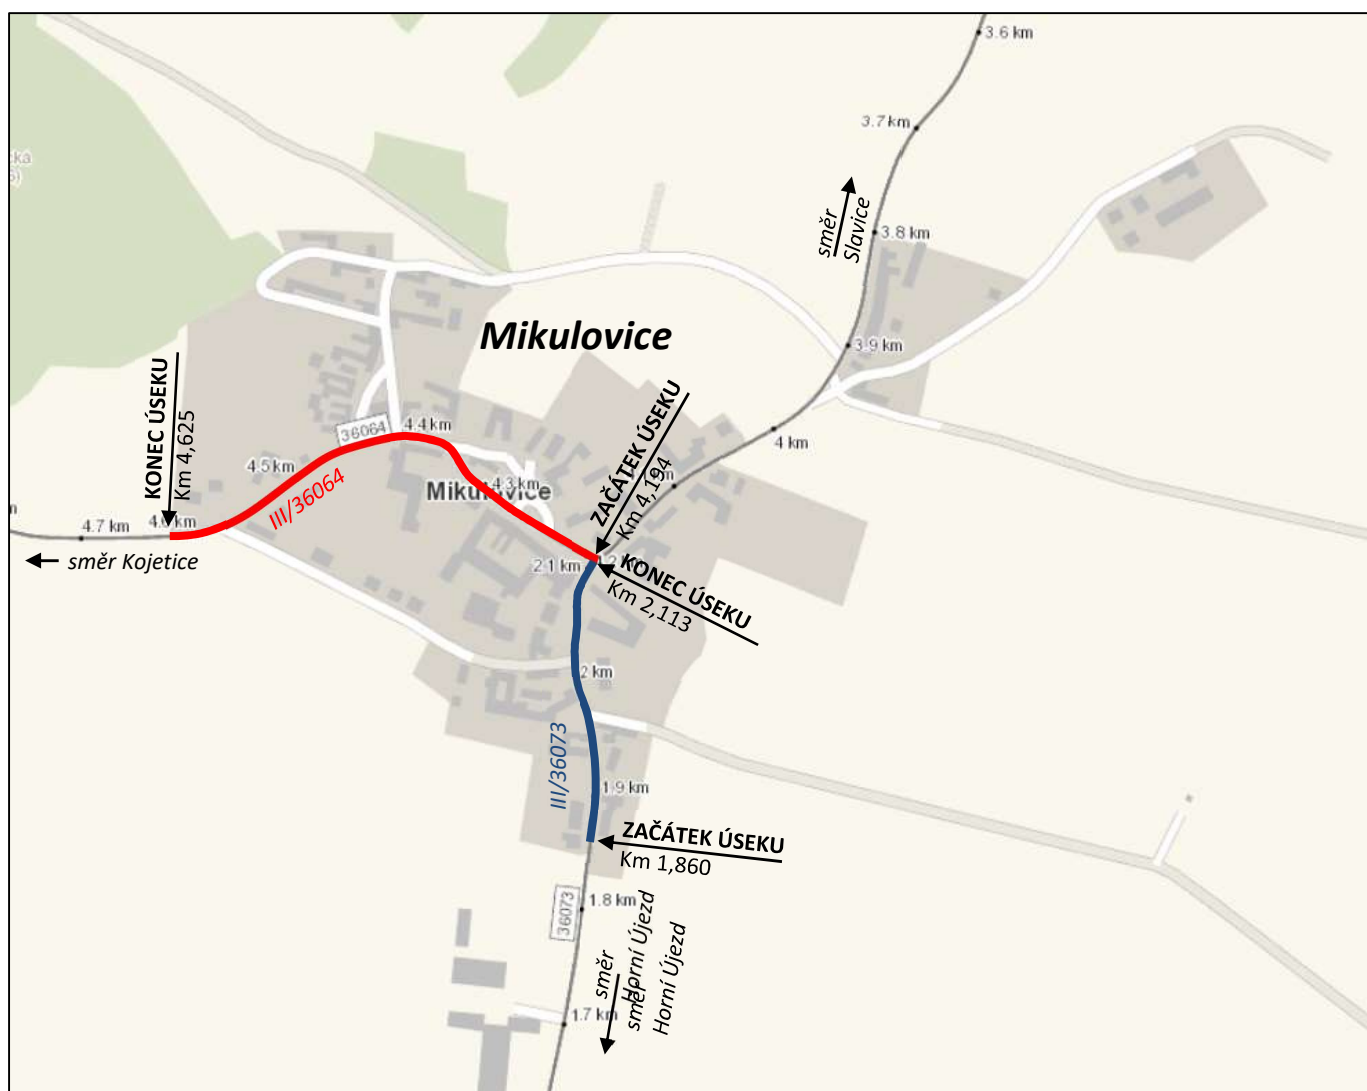 3.6 km
3.7 km
ká
směr
Slavice
3.8 km
Mikulovice
3.9 km
KONEC ÚSEKU
Km 4,625
ZAČÁTEK ÚSEKU
Km 4,194
36064
4.4 km
4 km
4.5 km
III/36064
Mikulovice
4.3 km
4.7 km
směr Kojetice
2.1 km
KONEC ÚSEKU
Km 2,113
2 km
III/36073
1.9 km
ZAČÁTEK ÚSEKU
Km 1,860
36073
1.8 km
směr
Horní Újezd
směr
Horní Újezd
1.7 km